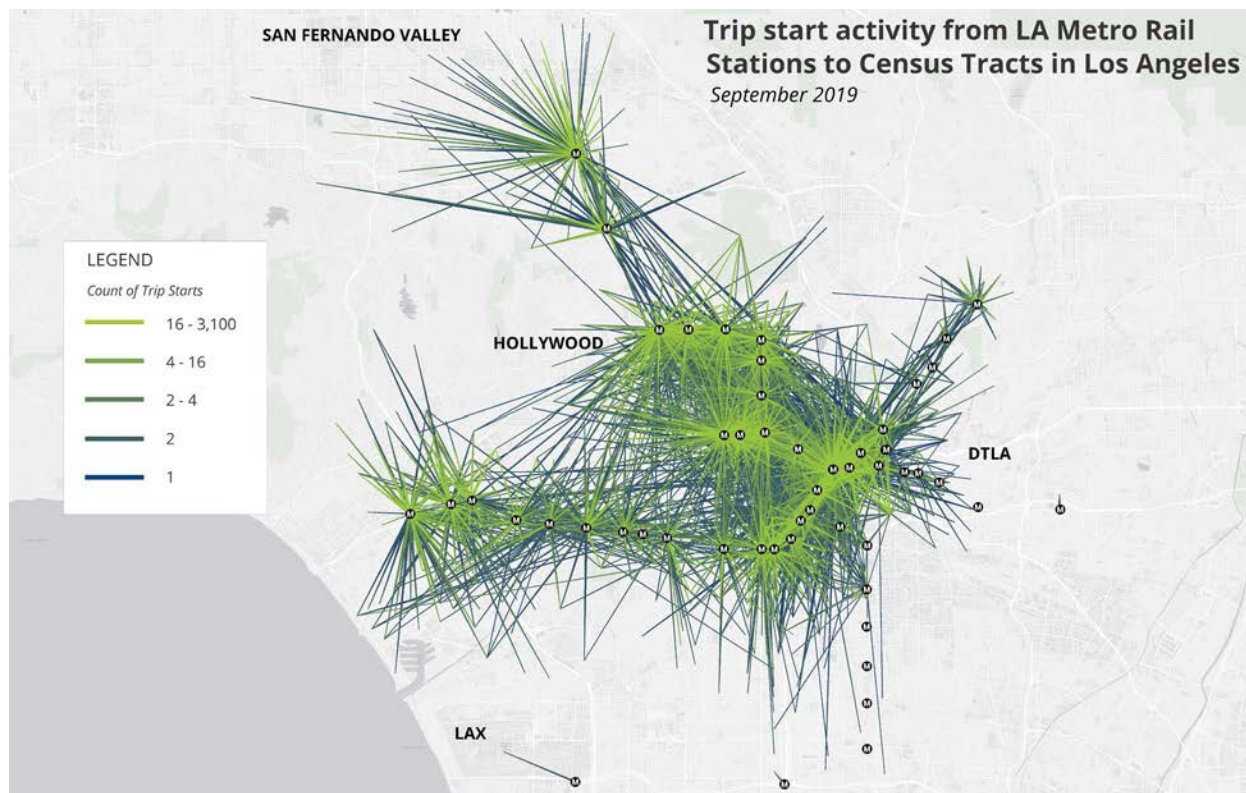 SAN FERNANDO VALLEY
Trip start activity from LA Metro Rail
Stations to Census Tracts in Los Angeles
September 2019
LEGEND
Count of Trip Starts
16 - 3,100
4 - 16
2 - 4
2
1
HOLLYWOOD
DTLA
LAX